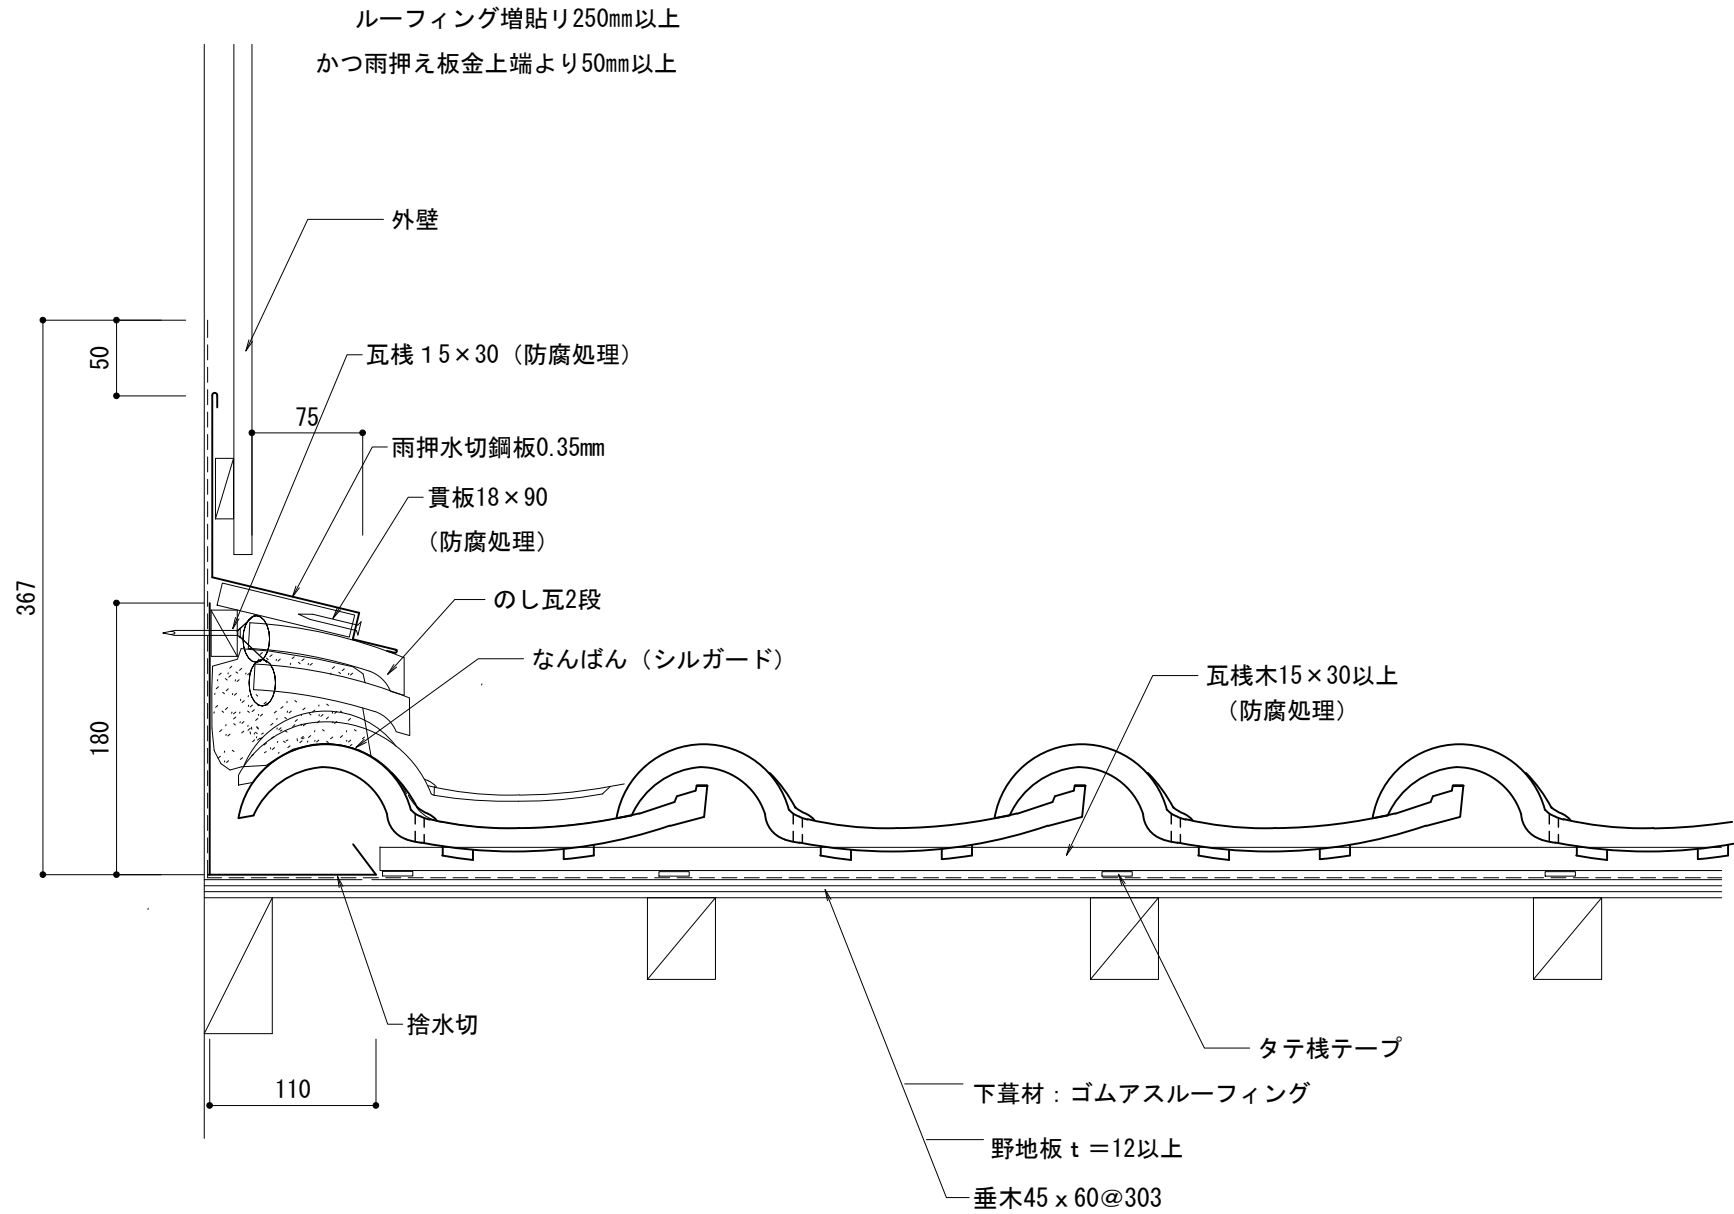 ルーフィング増貼り250mm以上
かつ雨押え板金上端より50mm以上
外壁
50
瓦桟 15×30（防腐処理）
75
雨押水切鋼板0.35mm
貫板18×90
（防腐処理）
367
のし瓦2段
なんばん（シルガード）
瓦桟木15×30以上
（防腐処理）
180
捨水切
タテ桟テープ
110
下葺材：ゴムアスルーフィング
野地板ｔ＝12以上
垂木45ｘ60＠303